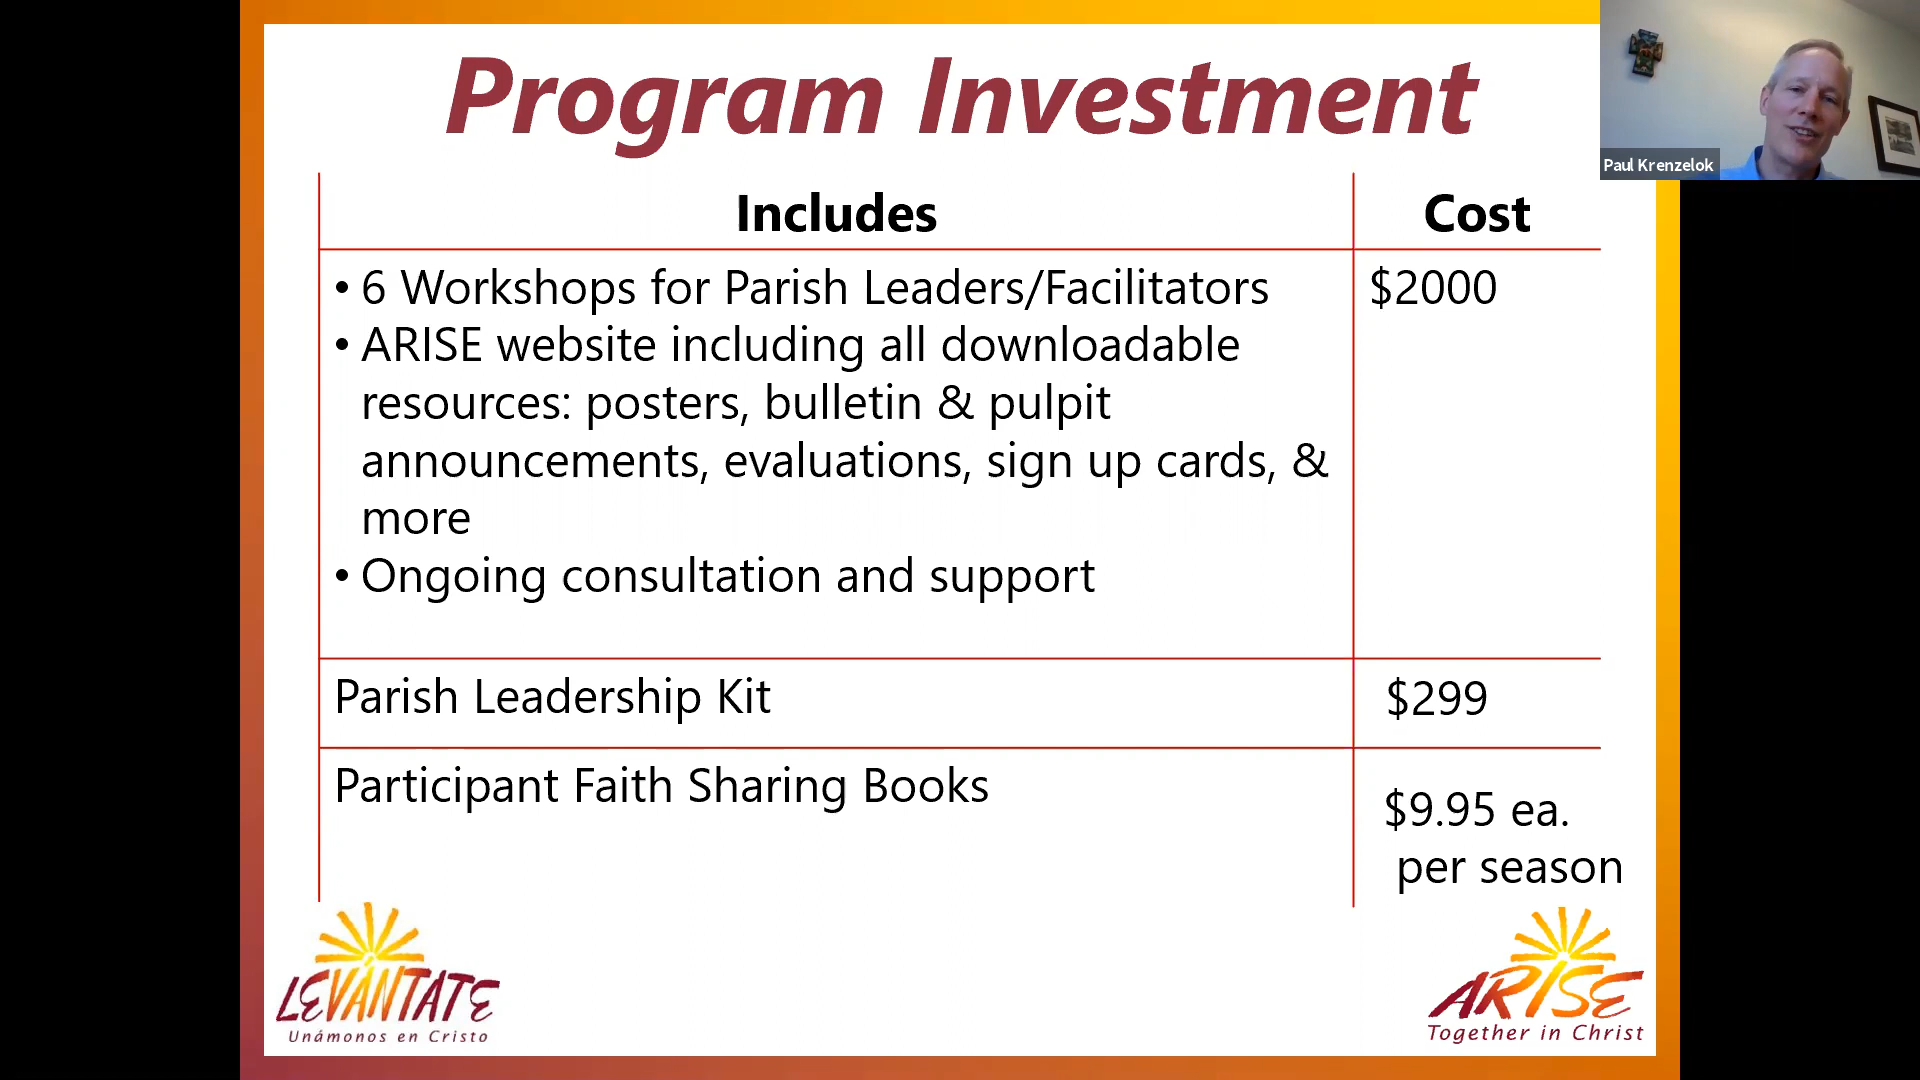 Program Investment
Paul Krenzelok
Includes
Cost
• 6 Workshops for Parish Leaders/Facilitators
$2000
• ARISE website including all downloadable
resources: posters, bulletin & pulpit
announcements, evaluations, sign up cards, &
more
• Ongoing consultation and support
Parish Leadership Kit
$299
Participant Faith Sharing Books
$9.95 ea.
per season
LEVÁNTATE
Unámonos en Cristo
ARISE
Together in Christ